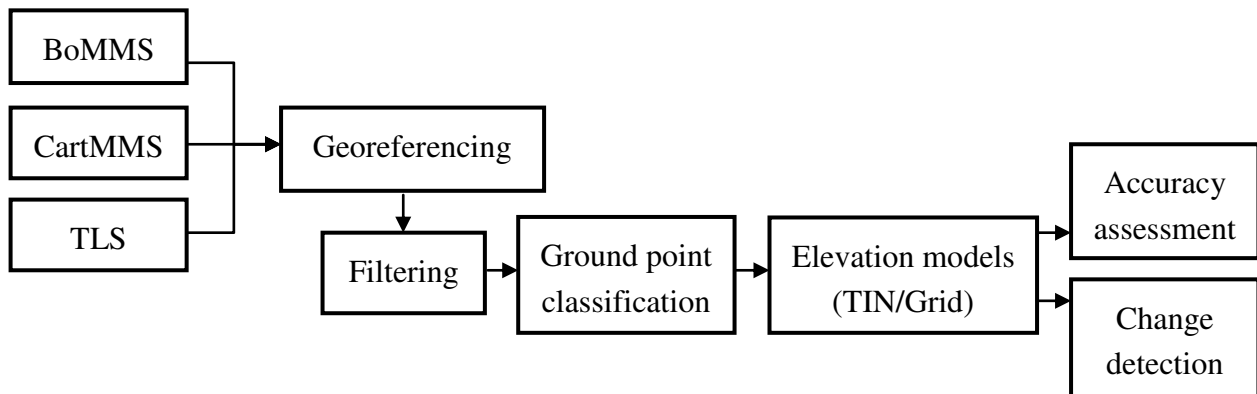 BoMMS
CartMMS
TLS
Georeferencing
Filtering
Ground point
classification
Elevation models
(TIN/Grid)
Accuracy
assessment
Change
detection